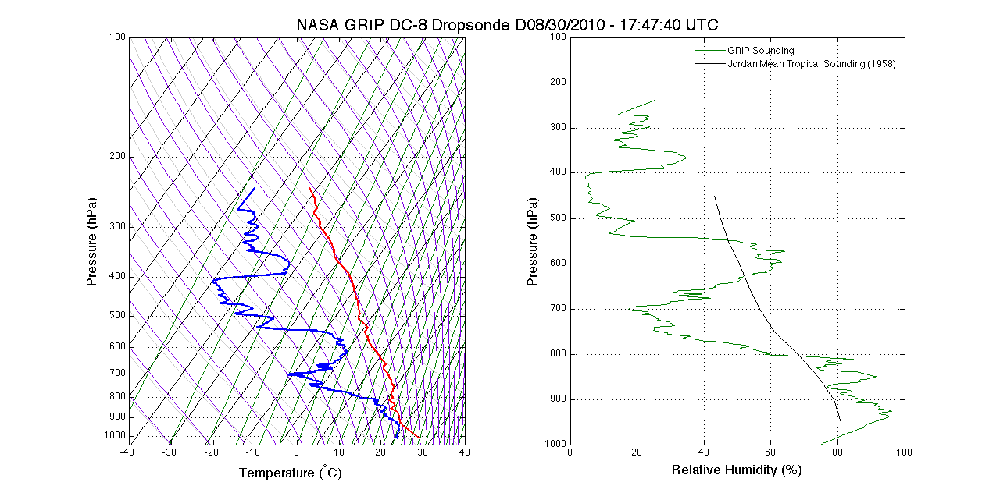 NASA GRIP DC-8 Dropsonde D08/30/2010 - 17:47:40 UTC
100
200
300
400
500
600
700
800
900
1000
Pressure (hPa)
-40 -30 -20 -10 0 10 20 30 40
Temperature (°C)
GRIP Sounding
Jordan Mean Tropical Sounding (1958)
100
200
300
400
500
600
700
800
900
1000
Pressure (hPa)
0 20 40 60 80 100
Relative Humidity (%)